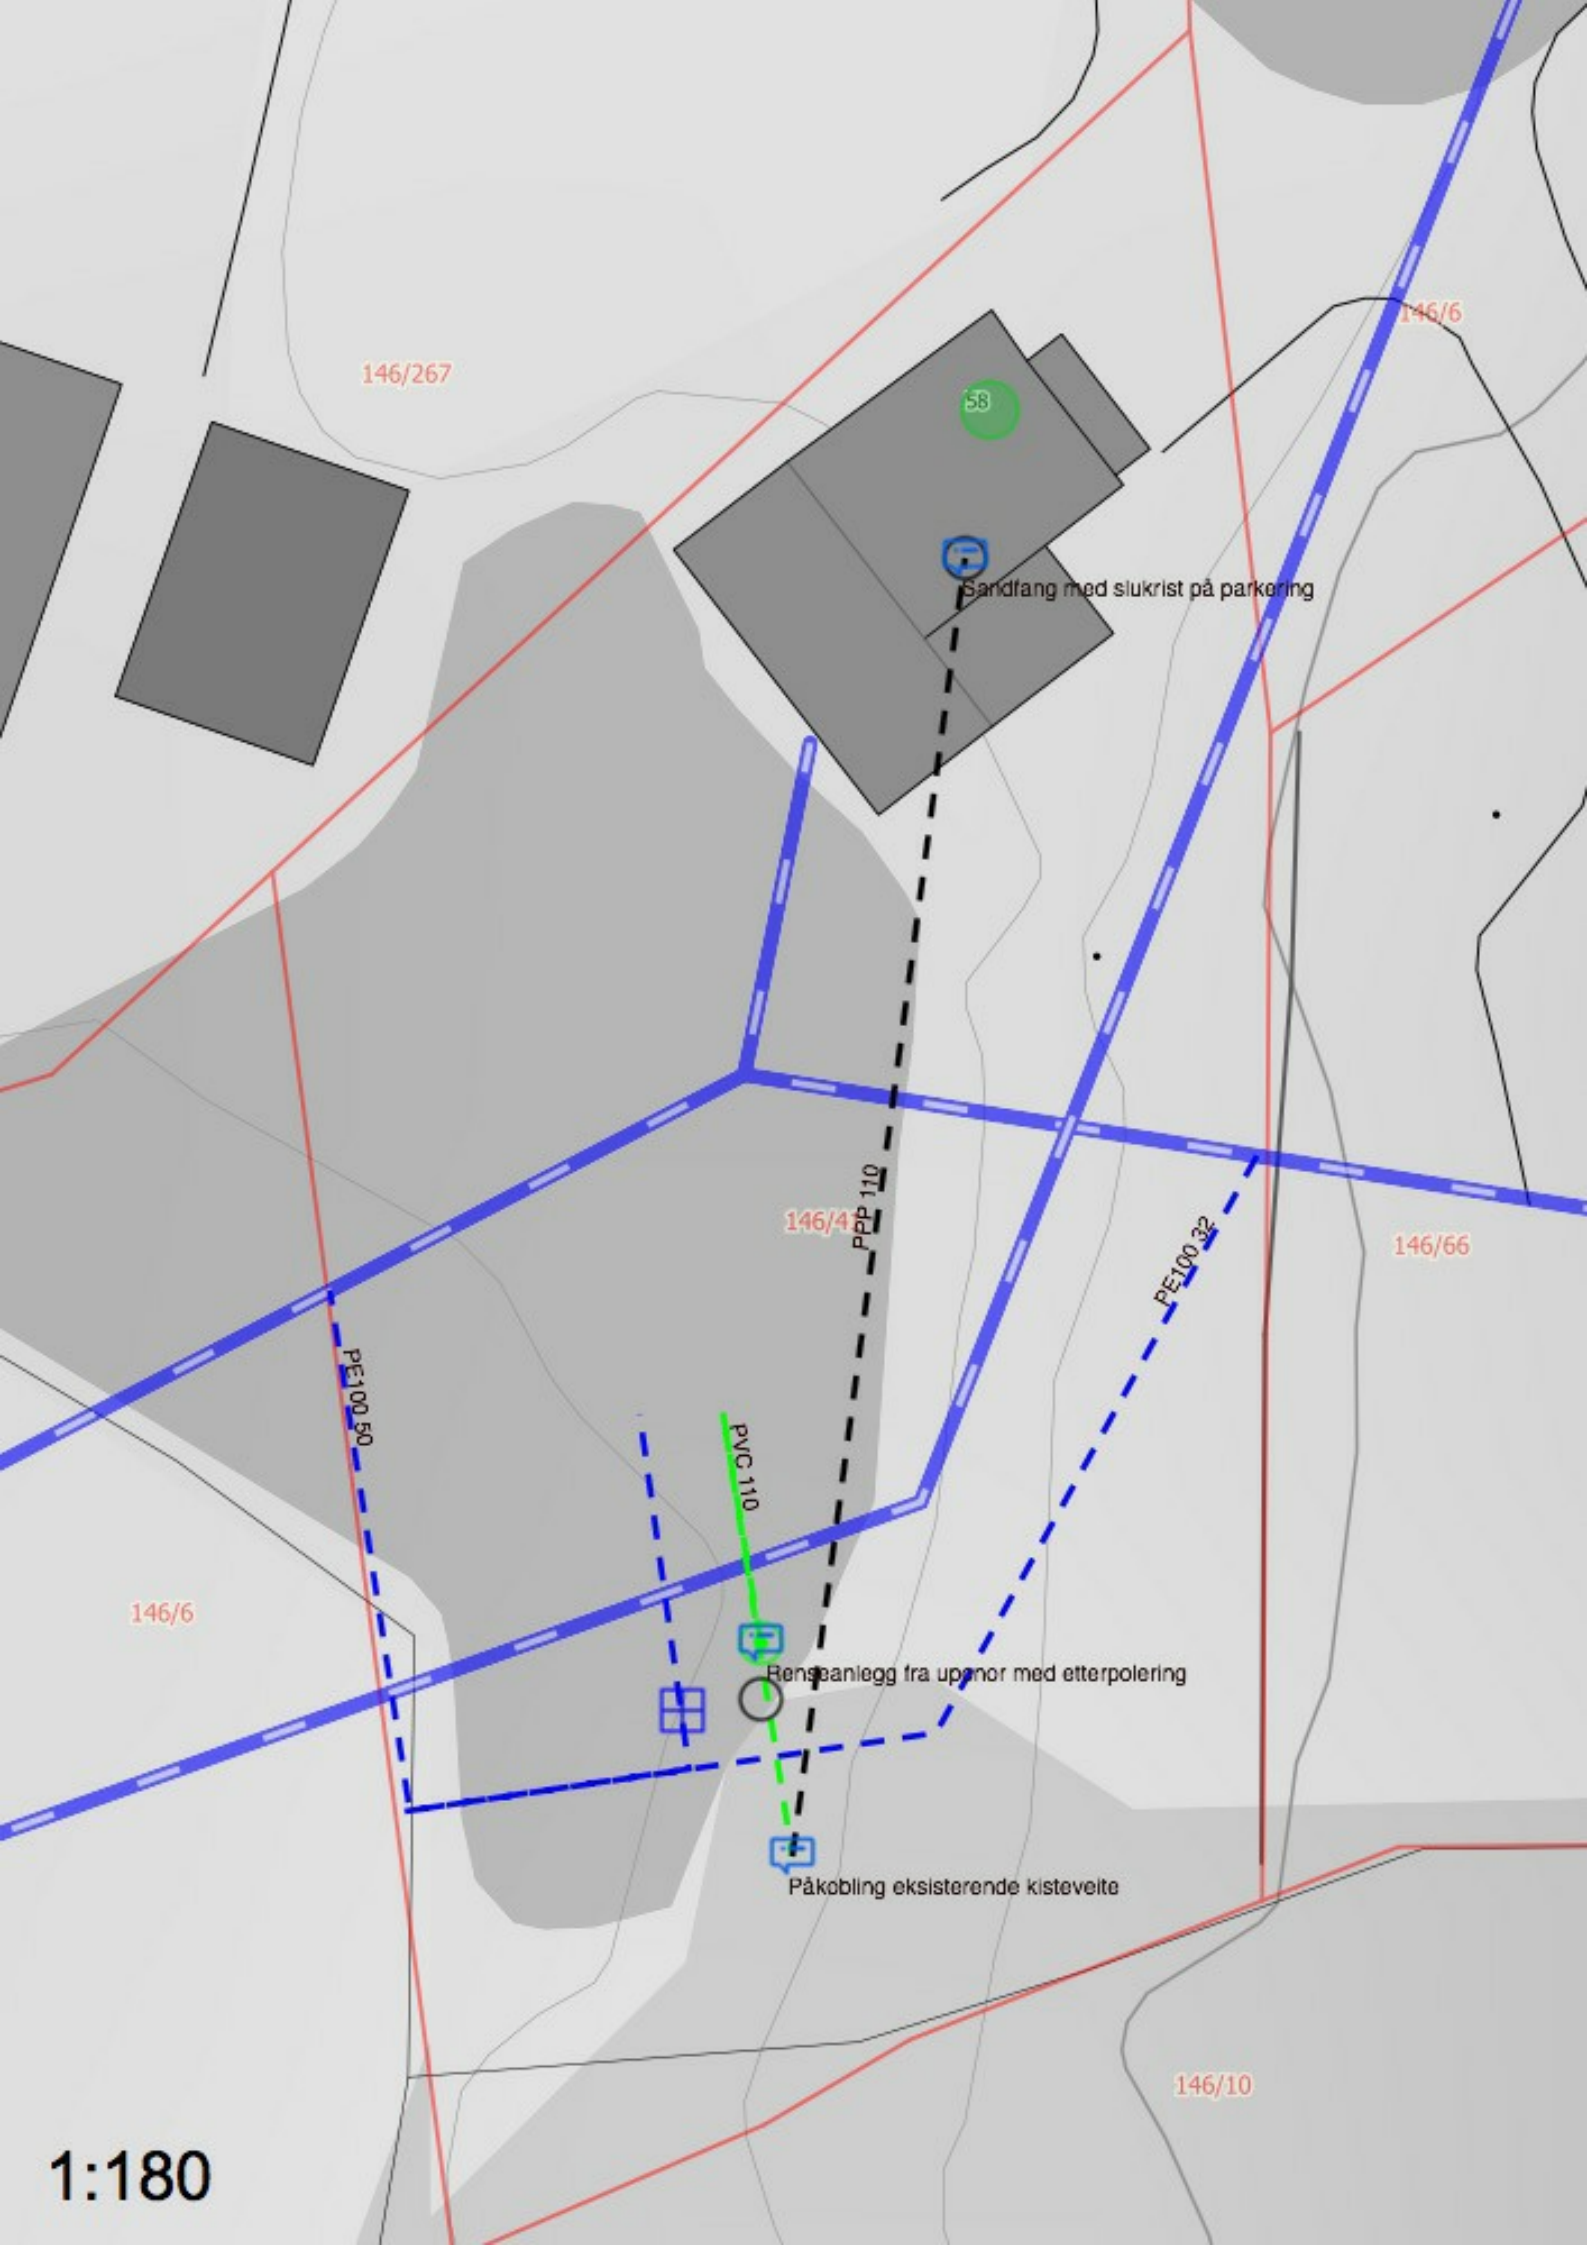 146/6
146/267
58
Sandfang med slukrist på parkering
PPP 110
146/41
PE100 32
146/66
PE100 50
PVC 110
146/6
Renseanlegg fra uponor med etterpolering
Påkobling eksisterende kisteveite
146/10
1:180